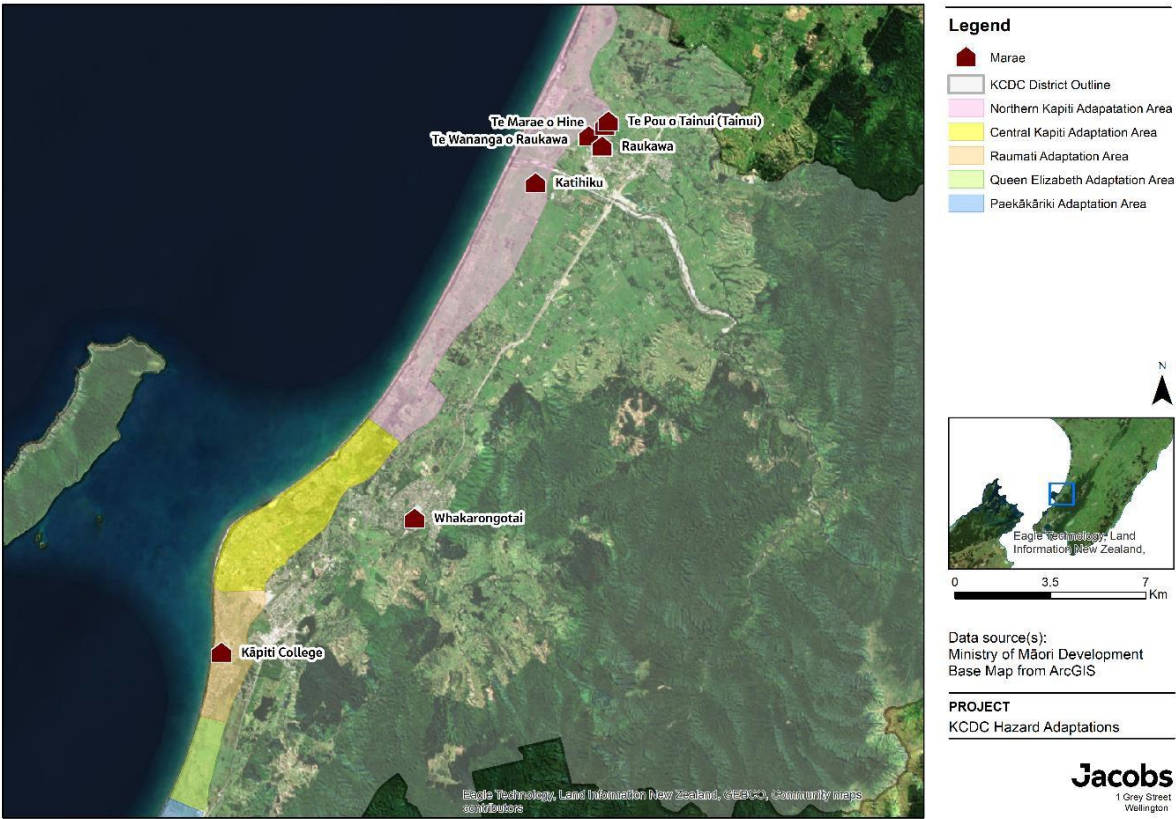 Te Marae o Hine
Te Pou o Tainui (Tainui)
Te Wananga o Raukawa
Raukawa
Katihiku
Whakarongotai
Kāpiti College
Eagle Technology, Land Information New Zealand, GEBCO, Community maps
contributors
Legend
Marae
KCDC District Outline
Northern Kapiti Adapatation Area
Central Kapiti Adaptation Area
Raumati Adaptation Area
Queen Elizabeth Adaptation Area
Paekākāriki Adaptation Area
N
Eagle Technology, Land
Information New Zealand,
0 3.5 7
Km
Data source(s):
Ministry of Māori Development
Base Map from ArcGIS
PROJECT
KCDC Hazard Adaptations
Jacobs
1 Grey Street
Wellington